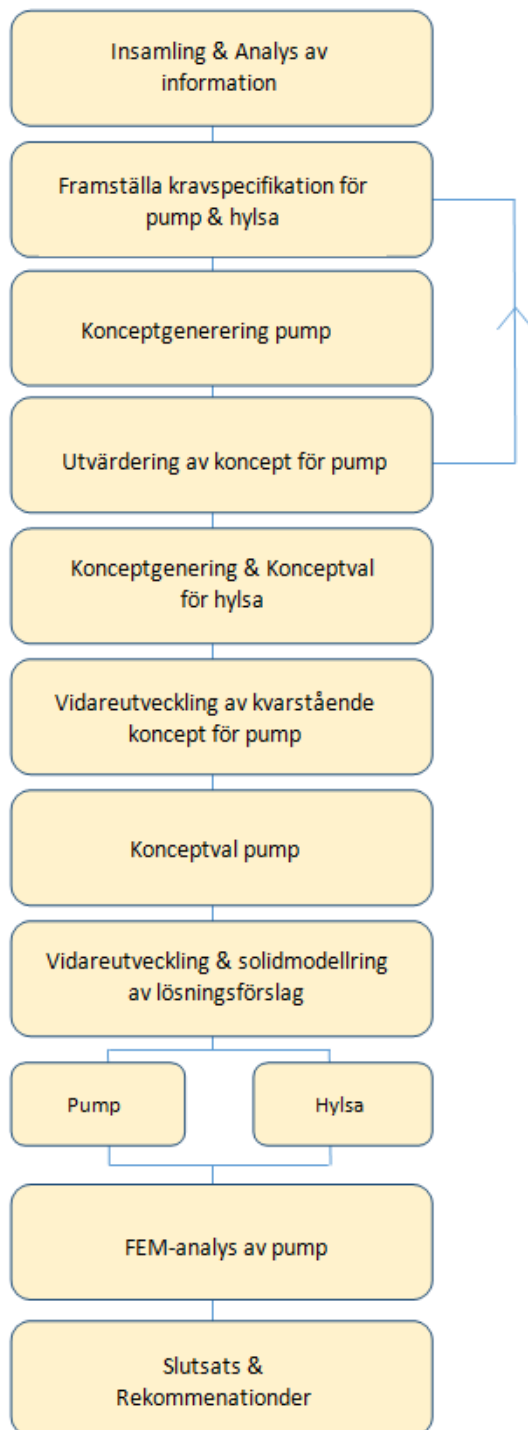 Insamling & Analys av
information
Framställa kravspecifikation för
pump & hylsa
Konceptgenerering pump
Utvärdering av koncept för pump
Konceptgenering & Konceptval
för hylsa
Vidareutveckling av kvarstående
koncept för pump
Konceptval pump
Vidareutveckling & solidmodellring
av lösningsförslag
Pump
Hylsa
FEM-analys av pump
Slutsats &
Rekommenationder